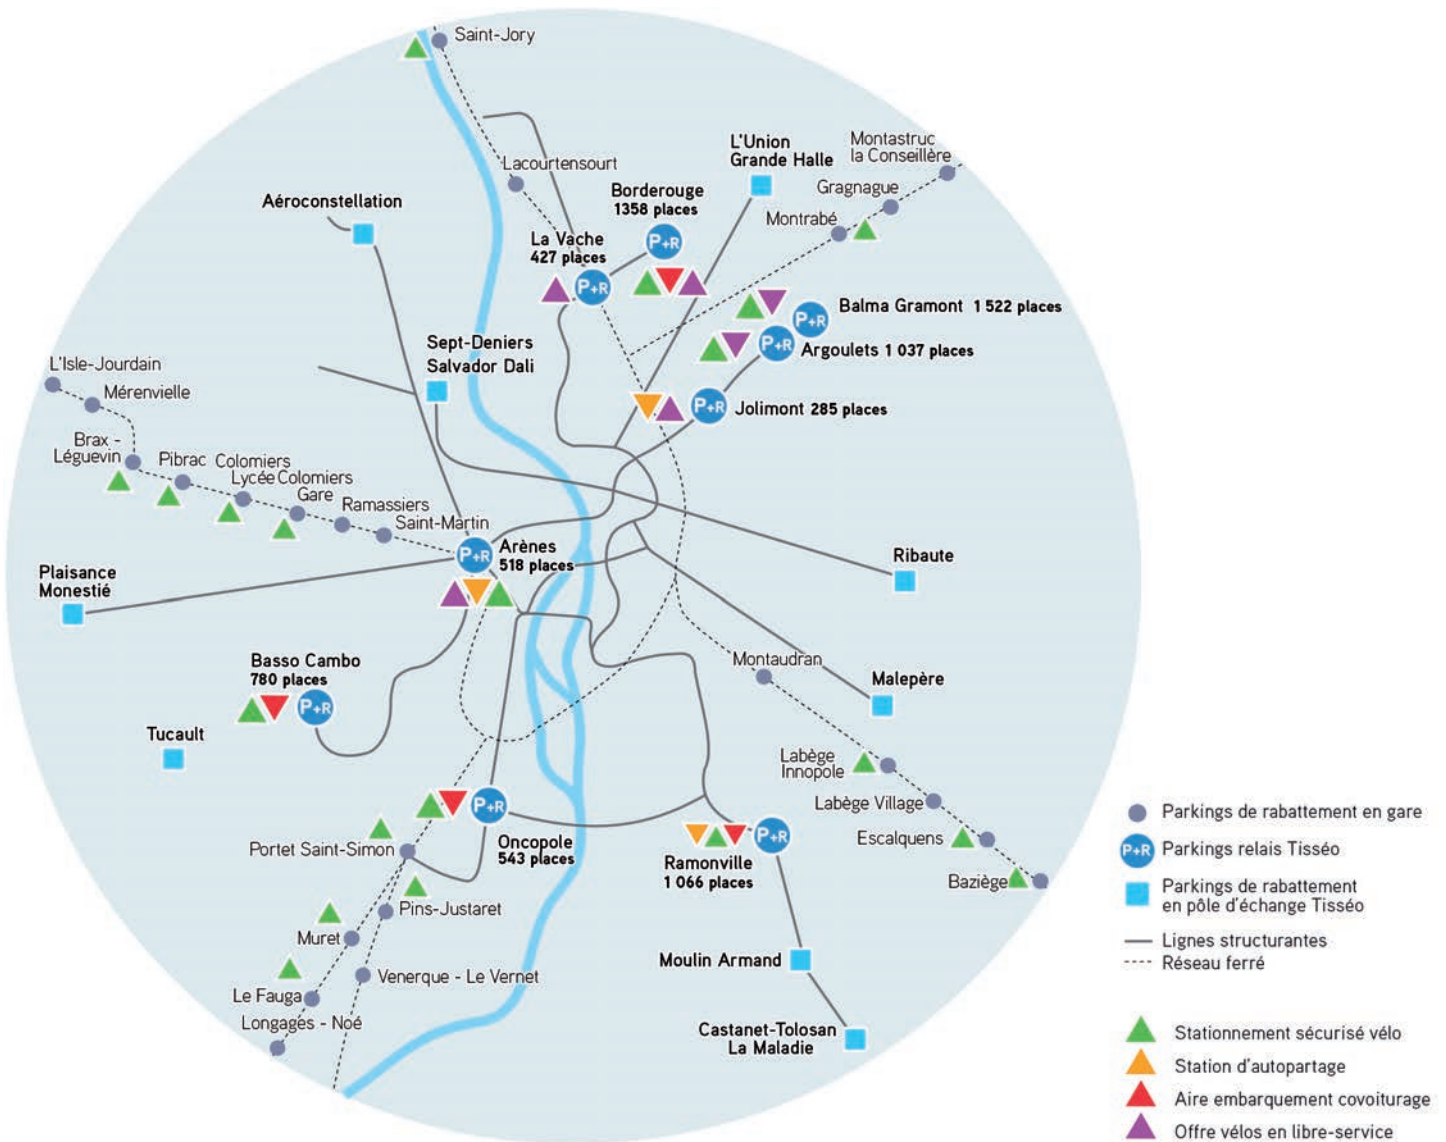 Saint-Jory
Lacourtensourt
L'Union
Grande Halle
Montastruc
la Conseillère
Gragnague
Montrabé
Borderouge
1358 places
P+R
Aéroconstellation
La Vache
427 places
P+R
Balma Gramont 1 522 places
P+R
Argoulets 1 037 places
P+R
Jolimont 285 places
P+R
Sept-Deniers
Salvador Dali
L'Isle-Jourdain
Mérenvielle
Brax -
Léguevin
Pibrac
Colomiers
Lycée
Colomiers
Gare
Ramassiers
Saint-Martin
Arènes
518 places
P+R
Ribaute
Plaisance
Monestié
Basso Cambo
780 places
P+R
Tucault
Montaudran
Malepère
Labège
Innopole
Labège Village
Escalquens
Baziège
Oncopole
543 places
P+R
Ramonville
1 066 places
P+R
Portet Saint-Simon
Pins-Justaret
Muret
Venerque - Le Vernet
Le Fauga
Longages - Noé
Moulin Armand
Castanet-Tolosan
La Maladie
Parkings de rabattement en gare
P+R
Parkings relais Tisséo
Parkings de rabattement
en pôle d'échange Tisséo
Lignes structurantes
Réseau ferré
Stationnement sécurisé vélo
Station d'autopartage
Aire embarquement covoiturage
Offre vélos en libre-service